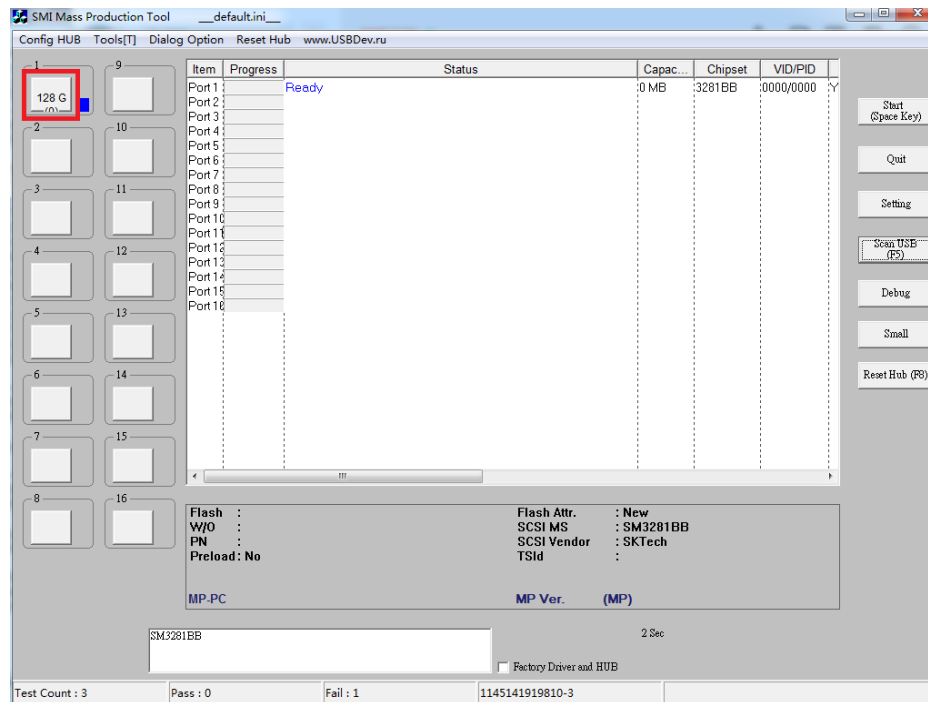 SMI Mass Production Tool __default.ini__
Config HUB Tools[T] Dialog Option Reset Hub www.USBDev.ru
1
128 G
(0)
2
3
4
5
6
7
8
9
10
11
12
13
14
15
16
Item Progress Status Capac... Chipset VID/PID
Port 1 Ready 0 MB 3281BB 0000/0000 Y
Port 2
Port 3
Port 4
Port 5
Port 6
Port 7
Port 8
Port 9
Port 10
Port 11
Port 12
Port 13
Port 14
Port 15
Port 16
Start
(Space Key)
Quit
Setting
Scan USB
(F5)
Debug
Small
Reset Hub (F8)
Flash : Flash Attr. : New
W/O : SCSI MS : SM3281BB
PN : SCSI Vendor : SKTech
Preload : No TSId :
MP-PC MP Ver. (MP)
SM3281BB
2 Sec
Factory Driver and HUB
Test Count : 3 Pass : 0 Fail : 1 1145141919810-3